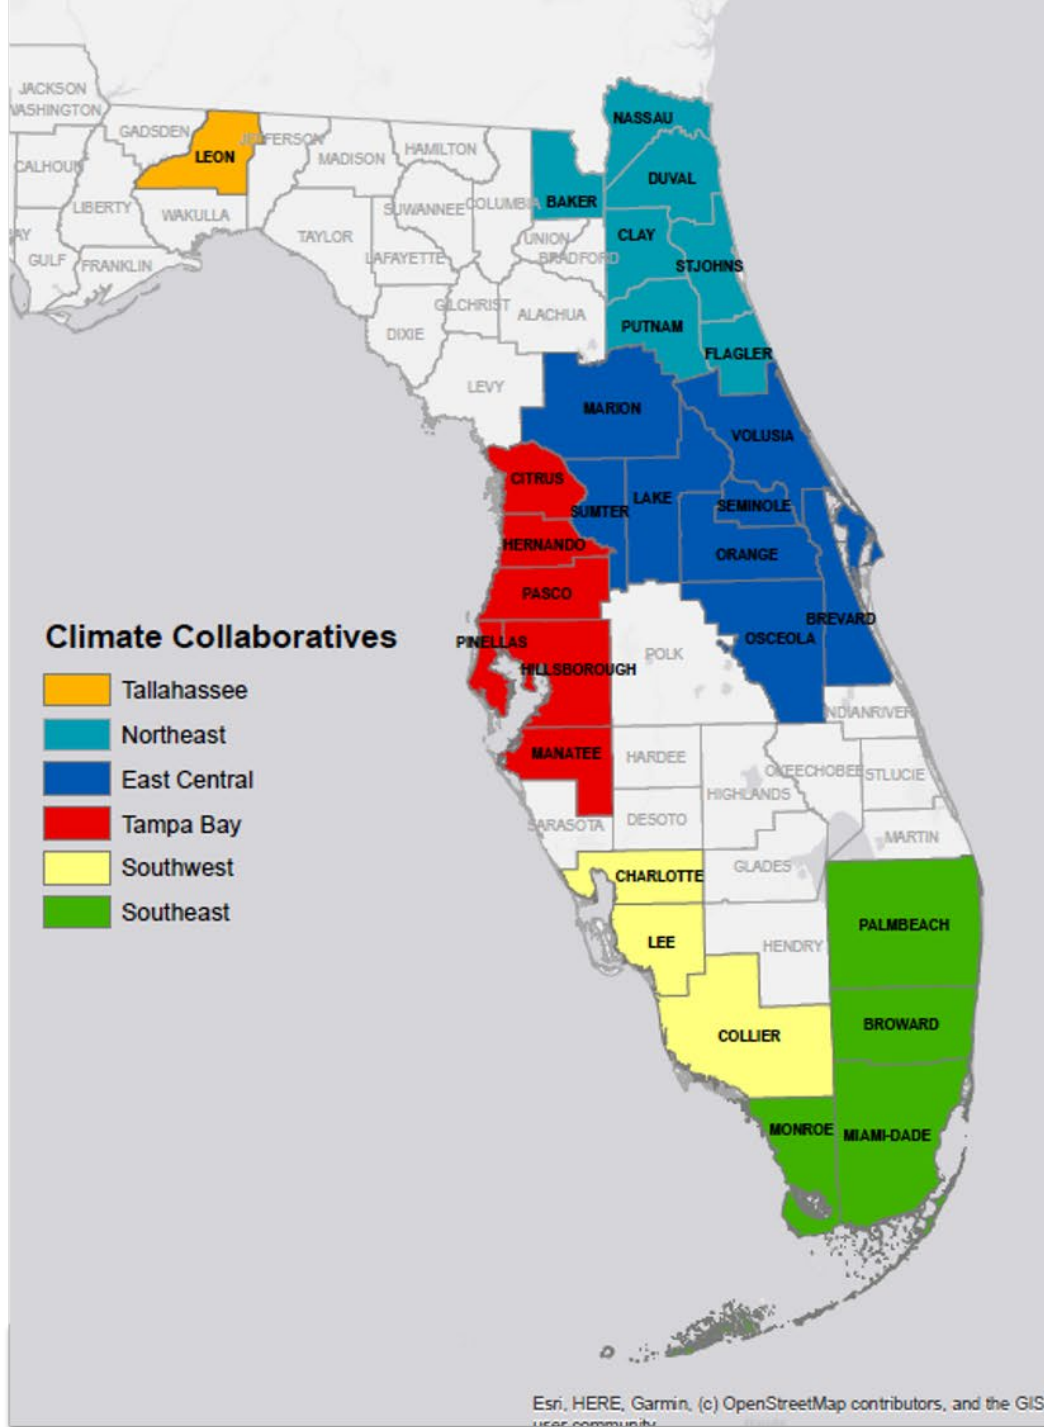 JACKSON
WASHINGTON
GADSDEN
JEFFERSON
LEON
MADISON
HAMILTON
CALHOUN
LIBERTY
WAKULLA
SUWANNEE
COLUMBIA
BAKER
NASSAU
DUVAL
TAYLOR
LAFAYETTE
UNION
BRADFORD
CLAY
STJOHNS
AY
GULF
FRANKLIN
DIXIE
GILCHRIST
ALACHUA
PUTNAM
FLAGLER
LEVY
MARION
VOLUSIA
CITRUS
SUMTER
LAKE
SEMINOLE
HERNANDO
ORANGE
PASCO
BREVARD
OSCEOLA
PINELLAS
HILLSBOROUGH
POLK
Climate Collaboratives
Tallahassee
Northeast
East Central
Tampa Bay
Southwest
Southeast
NDIANRIVER
MANATEE
HARDEE
OKEECHOBEE
STLUCIE
HIGHLANDS
SARASOTA
DESOTO
MARTIN
GLADES
CHARLOTTE
PALMBEACH
LEE
HENDRY
BROWARD
COLLIER
MONROE
MIAMI-DADE
Esri, HERE, Garmin, (c) OpenStreetMap contributors, and the GIS
user community